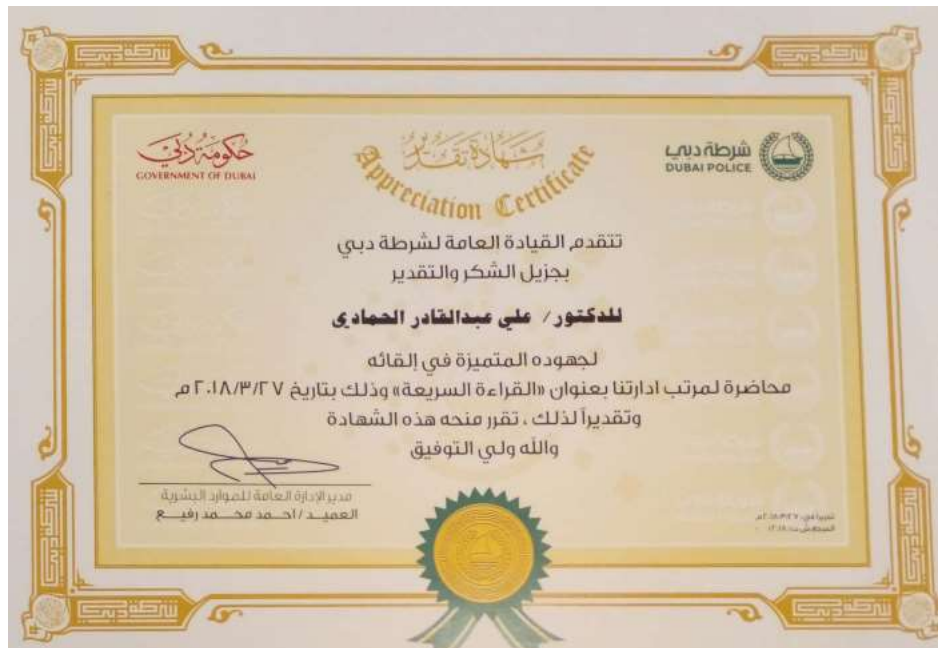 حكومة دبي
GOVERNMENT OF DUBAI
شهادة تقدير
Appreciation Certificate
شرطة دبي
DUBAI POLICE
تتقدم القيادة العامة لشرطة دبي
بجزيل الشكر والتقدير
للدكتور / علي عبدالقادر الحمادي
لجهوده المتميزة في إلقائه
محاضرة لمرتب ادارتنا بعنوان «القراءة السريعة» وذلك بتاريخ ٢٠١٨/٣/٢٧ م
وتقديراً لذلك ، تقرر منحه هذه الشهادة
والله ولي التوفيق
مدير الإدارة العامة للموارد البشرية
العميد / أحمد محمد رفيع